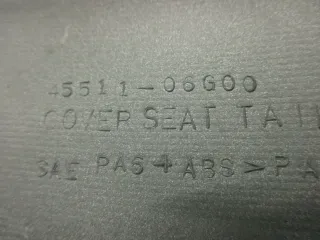 45511-06G00
COVER SEAT TAIL
SAE PA6+ABS>PA